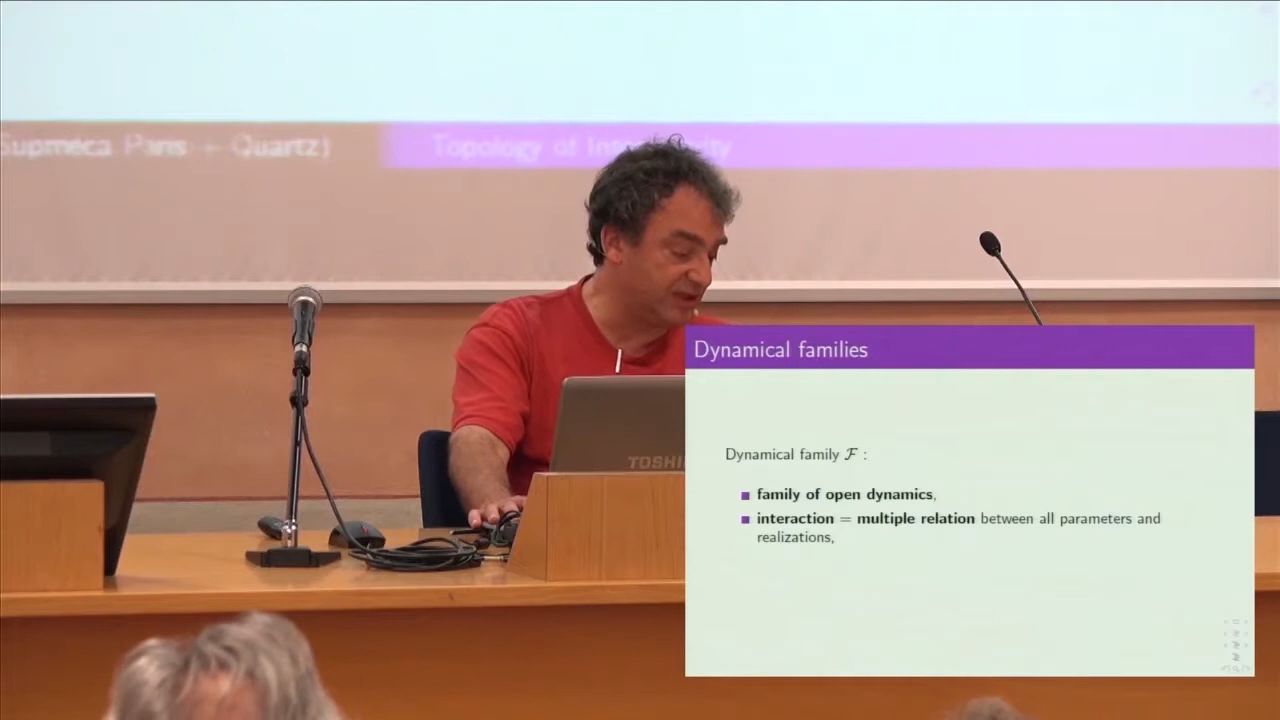 Supmeca Paris + Quartz)
Topology of
TOSHI
Dynamical families
Dynamical family 𝓕 :
family of open dynamics,
interaction = multiple relation between all parameters and
realizations,